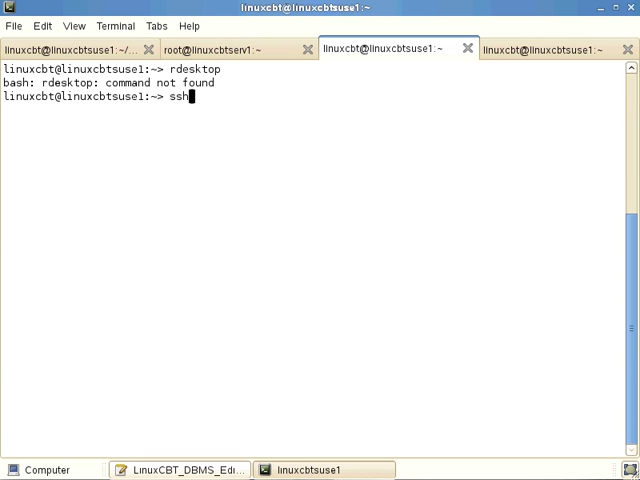 linuxcbt@linuxcbtsuse1:~
File Edit View Terminal Tabs Help
linuxcbt@linuxcbtsuse1:~/... root@linuxcbtserv1:~ linuxcbt@linuxcbtsuse1:~ linuxcbt@linuxcbtsuse1:~
linuxcbt@linuxcbtsuse1:~> rdesktop
bash: rdesktop: command not found
linuxcbt@linuxcbtsuse1:~> ssh
Computer LinuxCBT_DBMS_Edi... linuxcbtsuse1